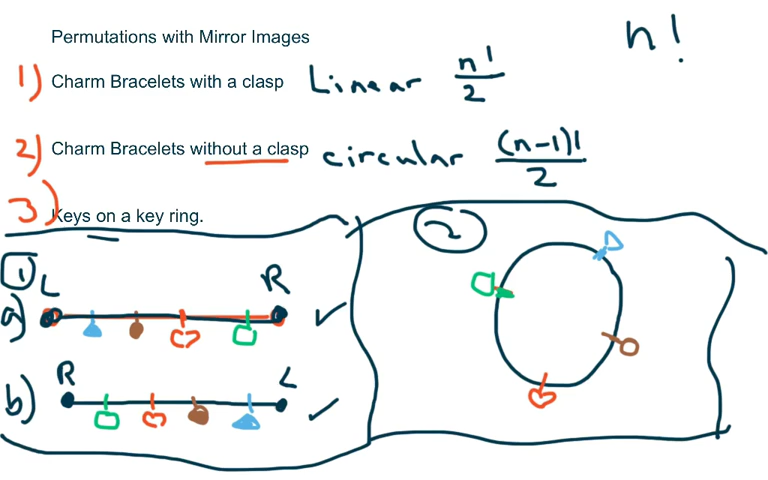 Permutations with Mirror Images
n!
1) Charm Bracelets with a clasp Linear n!/2
2) Charm Bracelets without a clasp circular (n-1)!/2
3) Keys on a key ring.
1
2
L R
a)
R L
b)